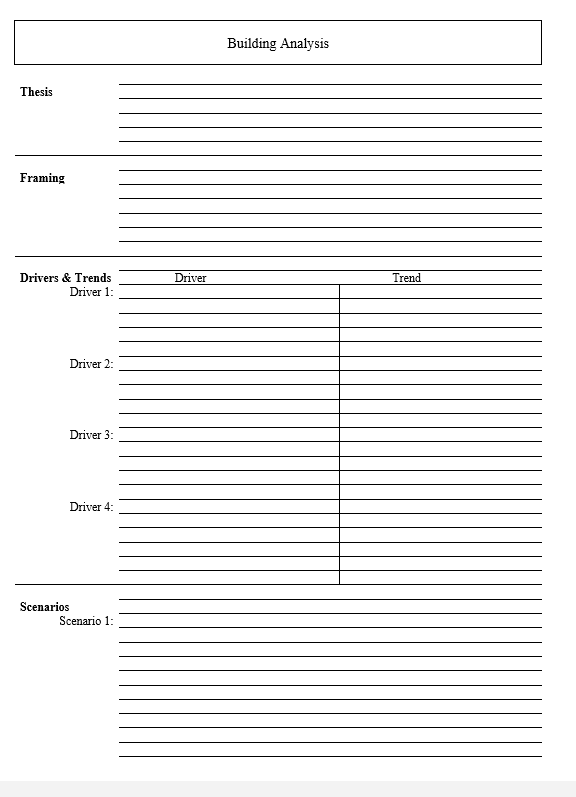 Building Analysis
Thesis
Framing
Drivers & Trends Driver Trend
Driver 1:
Driver 2:
Driver 3:
Driver 4:
Scenarios
Scenario 1: